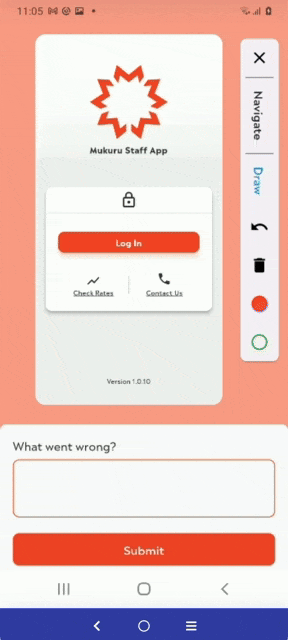 11:05
Mukuru Staff App
Log In
Check Rates
Contact Us
Version 1.0.10
Navigate
Draw
What went wrong?
Submit